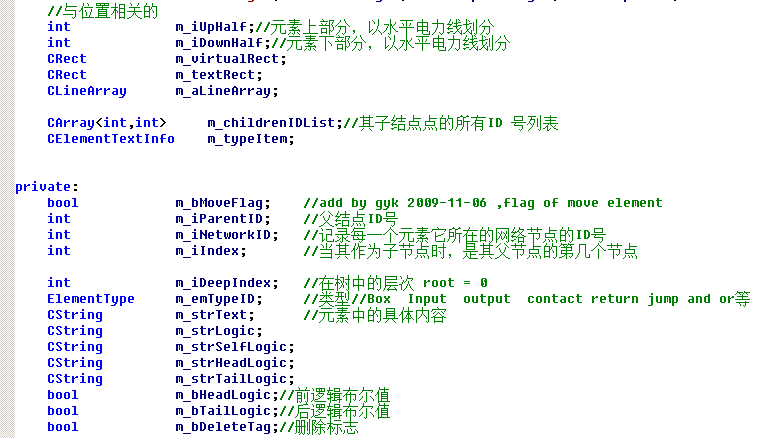 //与位置相关的
int m_iUpHalf;//元素上部分，以水平电力线划分
int m_iDownHalf;//元素下部分，以水平电力线划分
CRect m_virtualRect;
CRect m_textRect;
CLineArray m_aLineArray;
CArray<int,int> m_childrenIDList;//其子结点点的所有ID 号列表
CElementTextInfo m_typeItem;
private:
bool m_bMoveFlag; //add by gyk 2009-11-06 ,flag of move element
int m_iParentID; //父结点ID号
int m_iNetworkID; //记录每一个元素它所在的网络节点的ID号
int m_iIndex; //当其作为子节点时，是其父节点的第几个节点
int m_iDeepIndex; //在树中的层次 root = 0
ElementType m_emTypeID; //类型//Box Input output contact return jump and or等
CString m_strText; //元素中的具体内容
CString m_strLogic;
CString m_strSelfLogic;
CString m_strHeadLogic;
CString m_strTailLogic;
bool m_bHeadLogic;//前逻辑布尔值
bool m_bTailLogic;//后逻辑布尔值
bool m_bDeleteTag;//删除标志